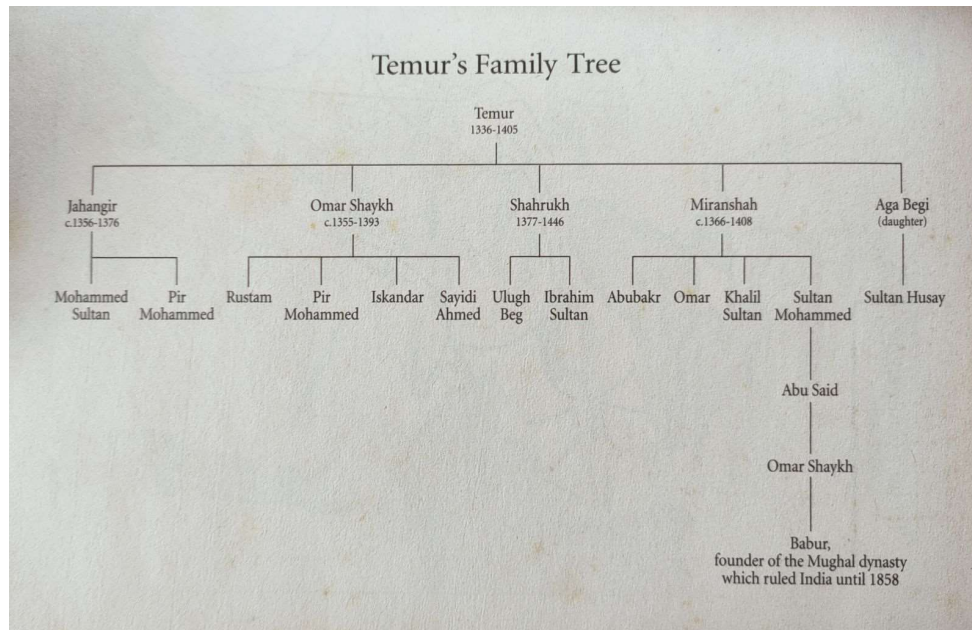 Temur's Family Tree
Temur
1336-1405
Jahangir
c.1356-1376
Omar Shaykh
c.1355-1393
Shahrukh
1377-1446
Miranshah
c.1366-1408
Aga Begi
(daughter)
Mohammed
Sultan
Pir
Mohammed
Rustam
Pir
Mohammed
Iskandar
Sayidi
Ahmed
Ulugh
Beg
Ibrahim
Sultan
Abubakr
Omar
Khalil
Sultan
Sultan
Mohammed
Sultan Husay
Abu Said
Omar Shaykh
Babur,
founder of the Mughal dynasty
which ruled India until 1858